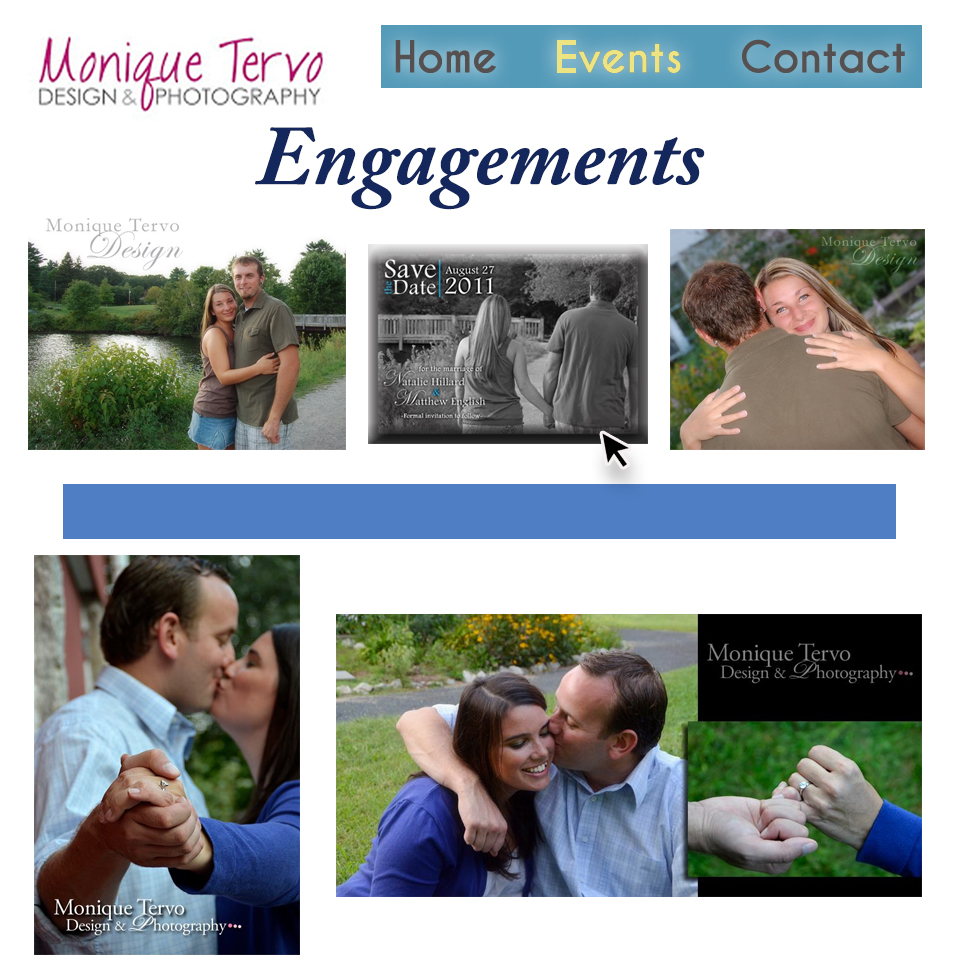 Monique Tervo
DESIGN & PHOTOGRAPHY
Home Events Contact
Engagements
Monique Tervo
Design
Save
the Date
August 27
2011
for the marriage of
Natalie Hillard
&
Matthew English
-Formal invitation to follow-
Monique Tervo
Design
Monique Tervo
Design & Photography...
Monique Tervo
Design & Photography...